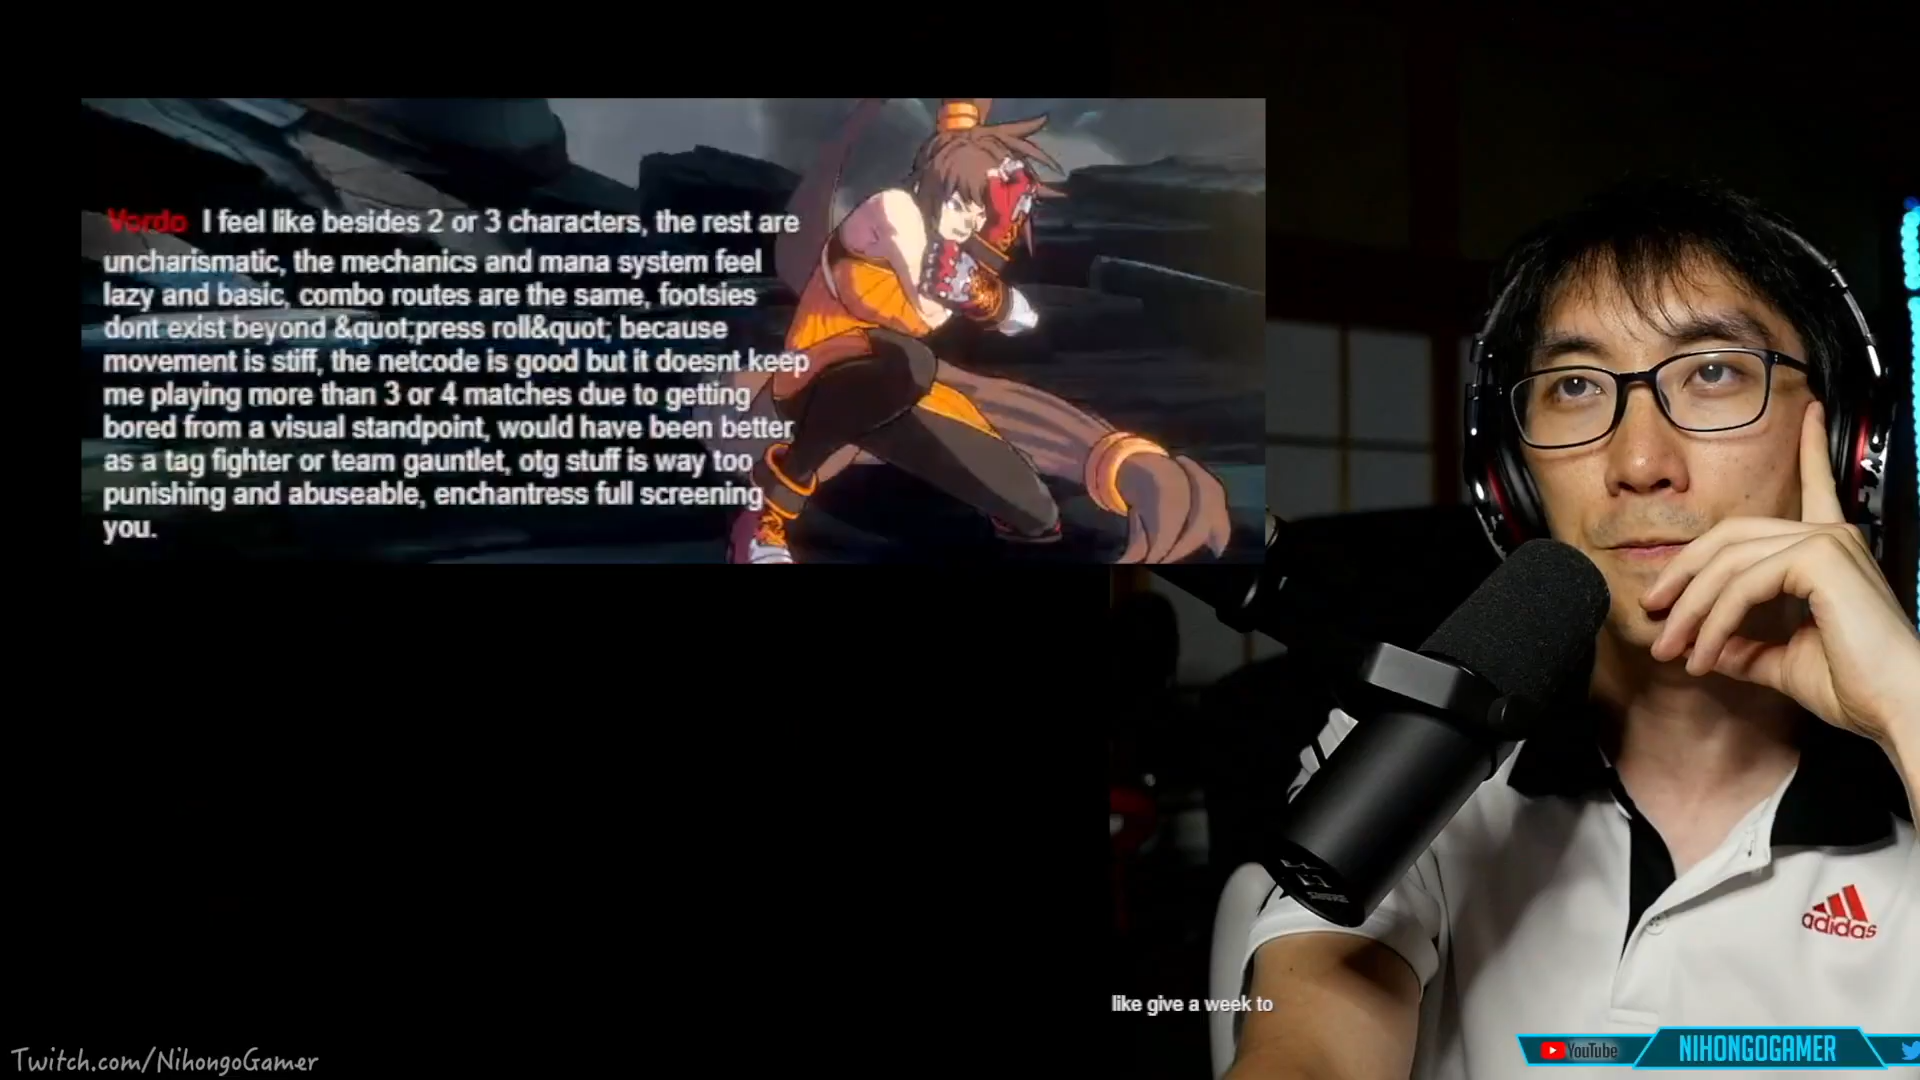 Vordo I feel like besides 2 or 3 characters, the rest are
uncharismatic, the mechanics and mana system feel
lazy and basic, combo routes are the same, footsies
dont exist beyond &quot;press roll&quot; because
movement is stiff, the netcode is good but it doesnt keep
me playing more than 3 or 4 matches due to getting
bored from a visual standpoint, would have been better
as a tag fighter or team gauntlet, otg stuff is way too
punishing and abuseable, enchantress full screening
you.
adidas
like give a week to
Twitch.com/NihongoGamer
YouTube
NIHONGOGAMER